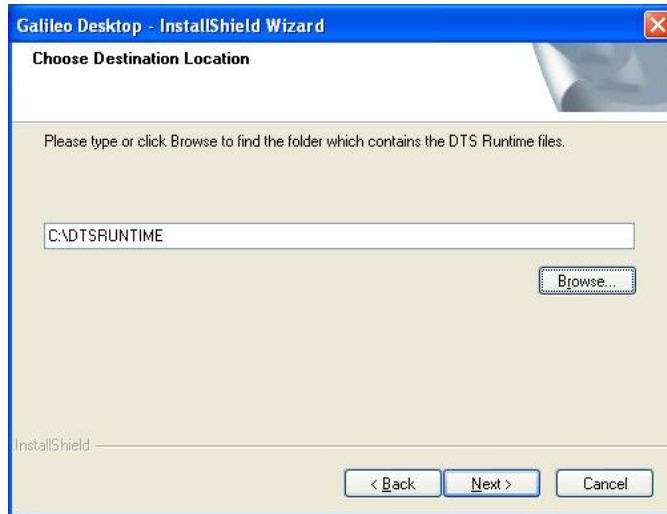 Galileo Desktop - InstallShield Wizard
Choose Destination Location
Please type or click Browse to find the folder which contains the DTS Runtime files.
C:\DTSRUNTIME
Browse...
InstallShield
< Back Next > Cancel